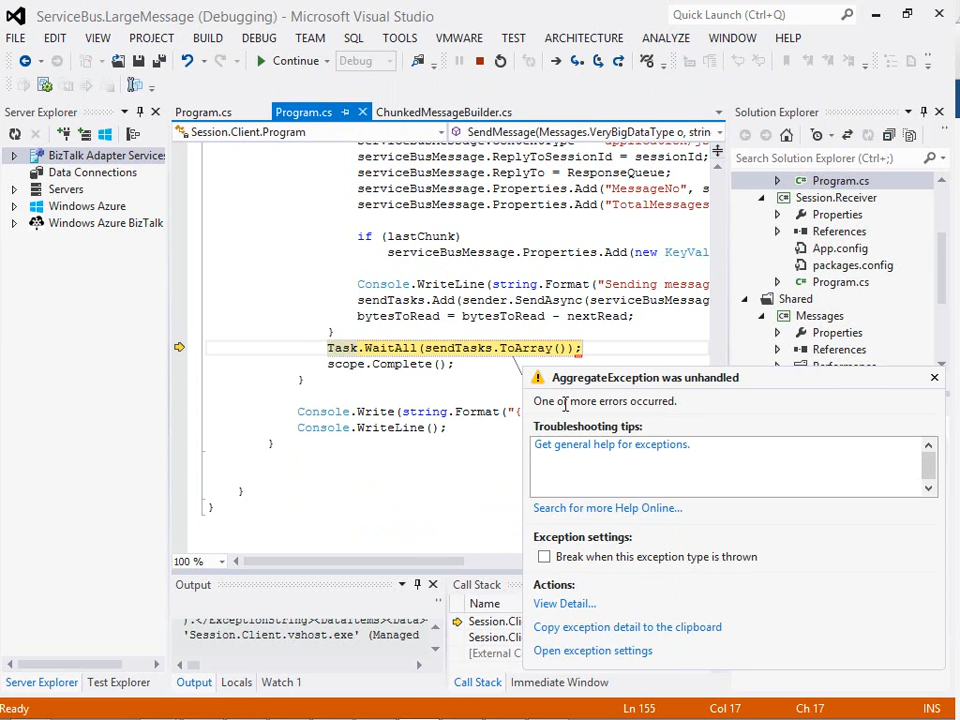 ServiceBus.LargeMessage (Debugging) - Microsoft Visual Studio
Quick Launch (Ctrl+Q)
FILE EDIT VIEW PROJECT BUILD DEBUG TEAM SQL TOOLS VMWARE TEST ARCHITECTURE ANALYZE WINDOW HELP
Continue Debug
Server Explorer
Program.cs Program.cs ChunkedMessageBuilder.cs
Solution Explorer
Session.Client.Program SendMessage(Messages.VeryBigDataType o, strin
Search Solution Explorer (Ctrl+;)
BizTalk Adapter Services
Data Connections
Servers
Windows Azure
Windows Azure BizTalk
serviceBusMessage.ReplyToSessionId = sessionId;
serviceBusMessage.ReplyTo = ResponseQueue;
serviceBusMessage.Properties.Add("MessageNo", s
serviceBusMessage.Properties.Add("TotalMessages
if (lastChunk)
serviceBusMessage.Properties.Add(new KeyVal
Console.WriteLine(string.Format("Sending messag
sendTasks.Add(sender.SendAsync(serviceBusMessag
bytesToRead = bytesToRead - nextRead;
}
Task.WaitAll(sendTasks.ToArray());
scope.Complete();
}
Console.Write(string.Format("{
Console.WriteLine();
}
}
}
100 %
Program.cs
Session.Receiver
Properties
References
App.config
packages.config
Program.cs
Shared
Messages
Properties
References
AggregateException was unhandled
One or more errors occurred.
Troubleshooting tips:
Get general help for exceptions.
Search for more Help Online...
Exception settings:
Break when this exception type is thrown
Actions:
View Detail...
Copy exception detail to the clipboard
Open exception settings
Output
).</ExceptionString><DataItems><Data>
'Session.Client.vshost.exe' (Managed
Call Stack
Name
Session.Cli
Session.Cli
[External C
Server Explorer Test Explorer
Output Locals Watch 1
Call Stack Immediate Window
Ln 155 Col 17 Ch 17 INS